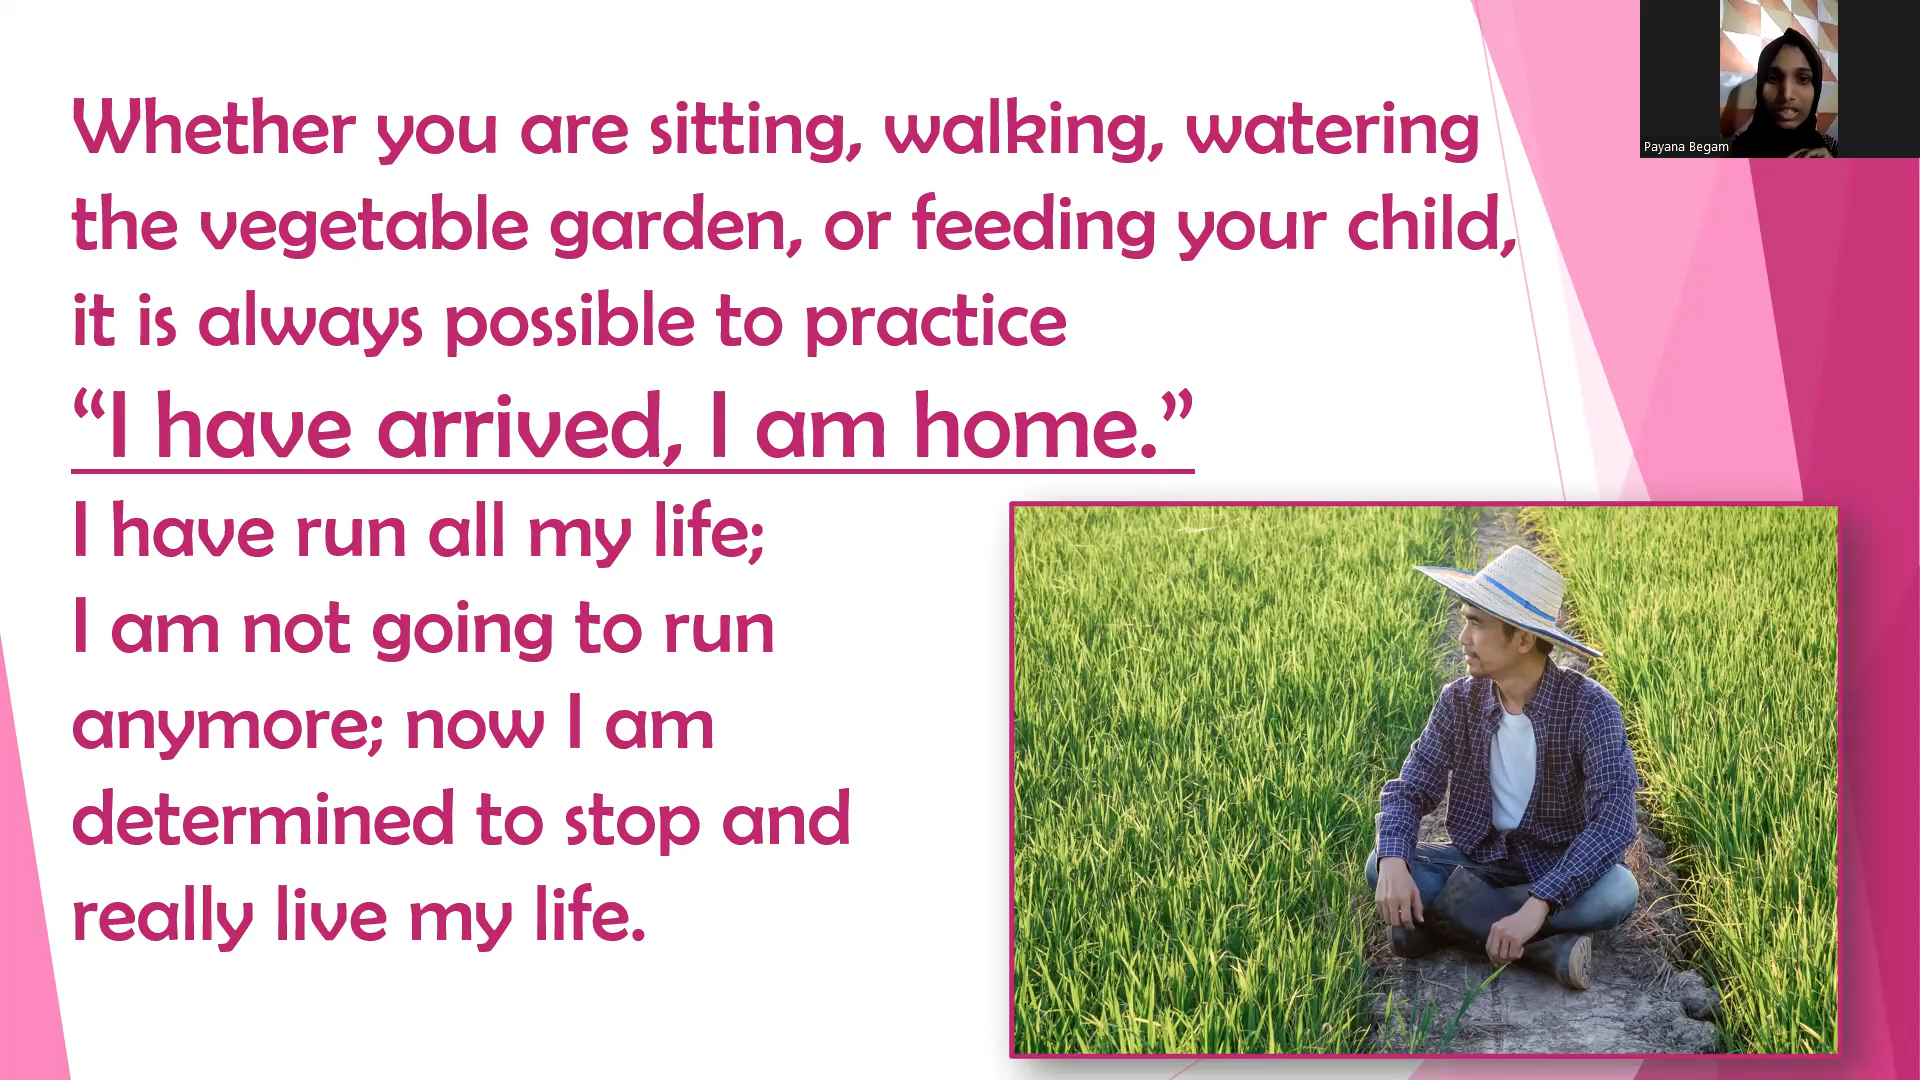 Whether you are sitting, walking, watering
the vegetable garden, or feeding your child,
it is always possible to practice
“I have arrived, I am home.”
I have run all my life;
I am not going to run
anymore; now I am
determined to stop and
really live my life.
Payana Begam